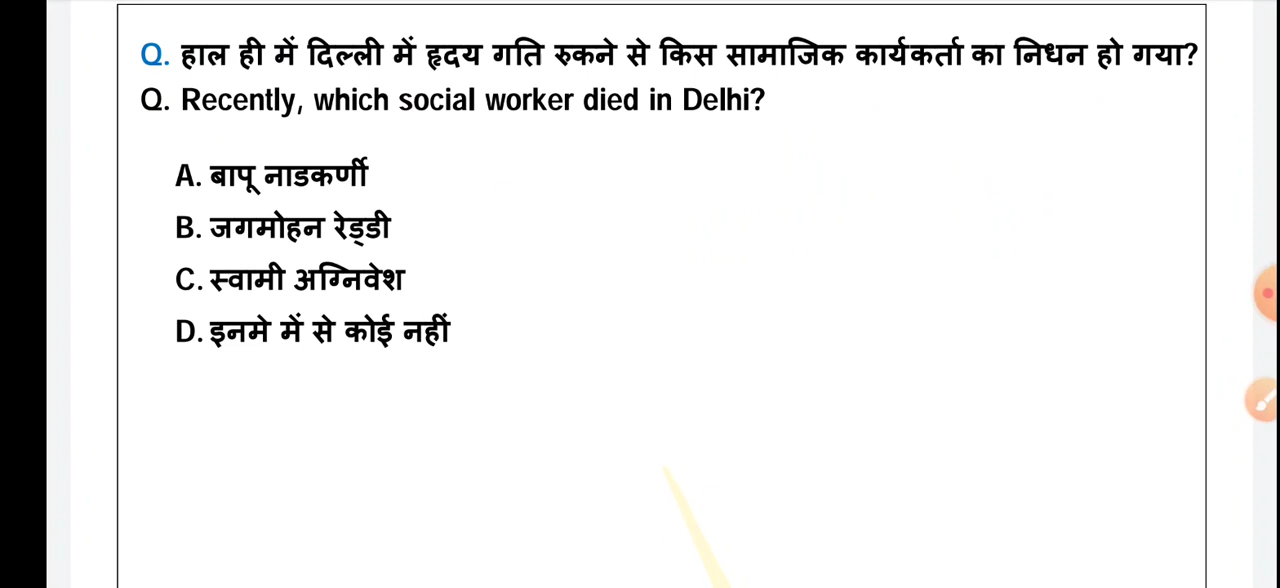 Q. हाल ही में दिल्ली में हृदय गति रुकने से किस सामाजिक कार्यकर्ता का निधन हो गया?
Q. Recently, which social worker died in Delhi?
A. बापू नाडकर्णी
B. जगमोहन रेड्डी
C. स्वामी अग्निवेश
D. इनमे में से कोई नहीं